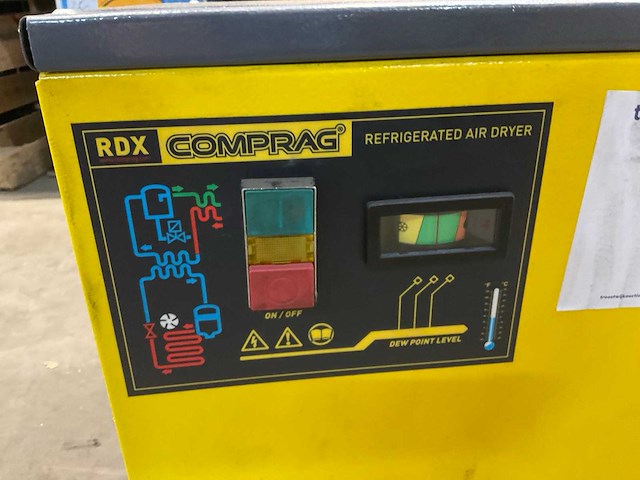 RDX
COMPRAG®
REFRIGERATED AIR DRYER
ON / OFF
DEW POINT LEVEL